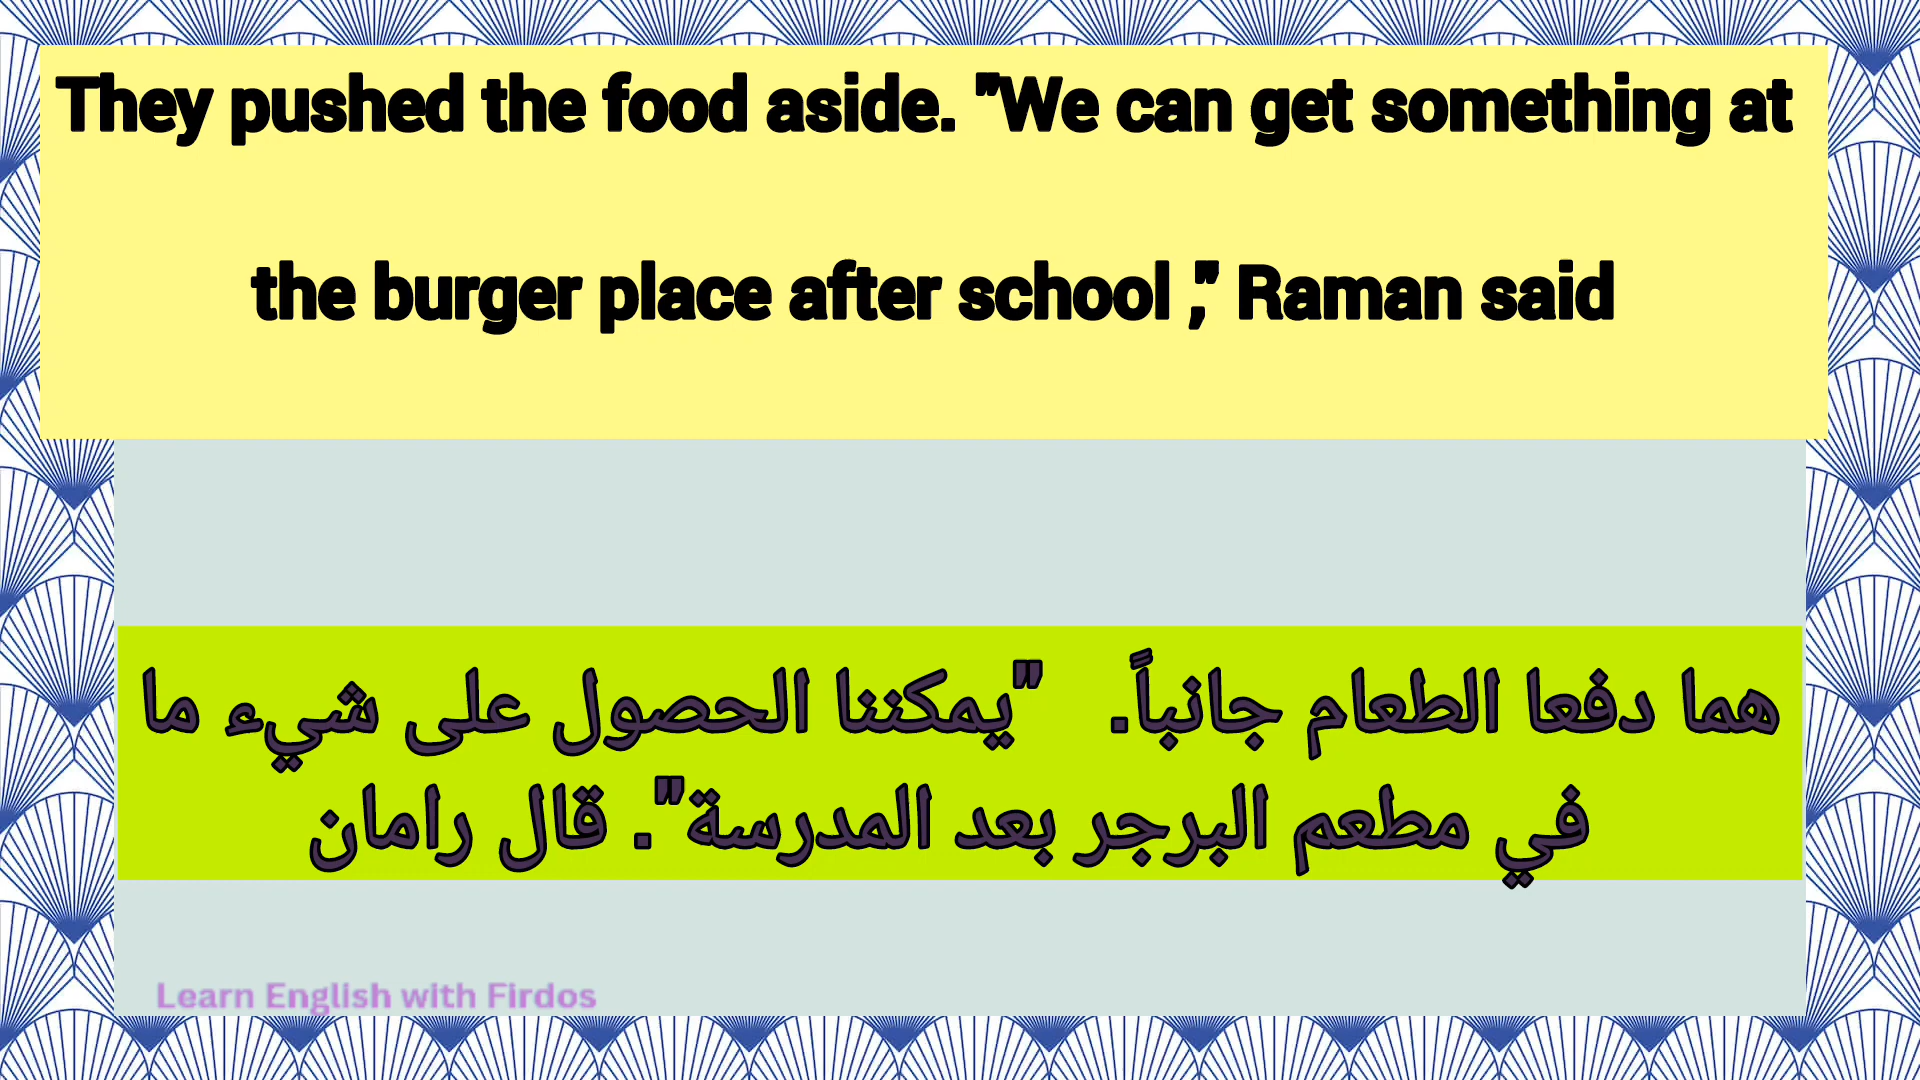 They pushed the food aside. "We can get something at
the burger place after school ," Raman said
هما دفعا الطعام جانباً. "يمكننا الحصول على شيء ما
في مطعم البرجر بعد المدرسة". قال رامان
Learn English with Firdos